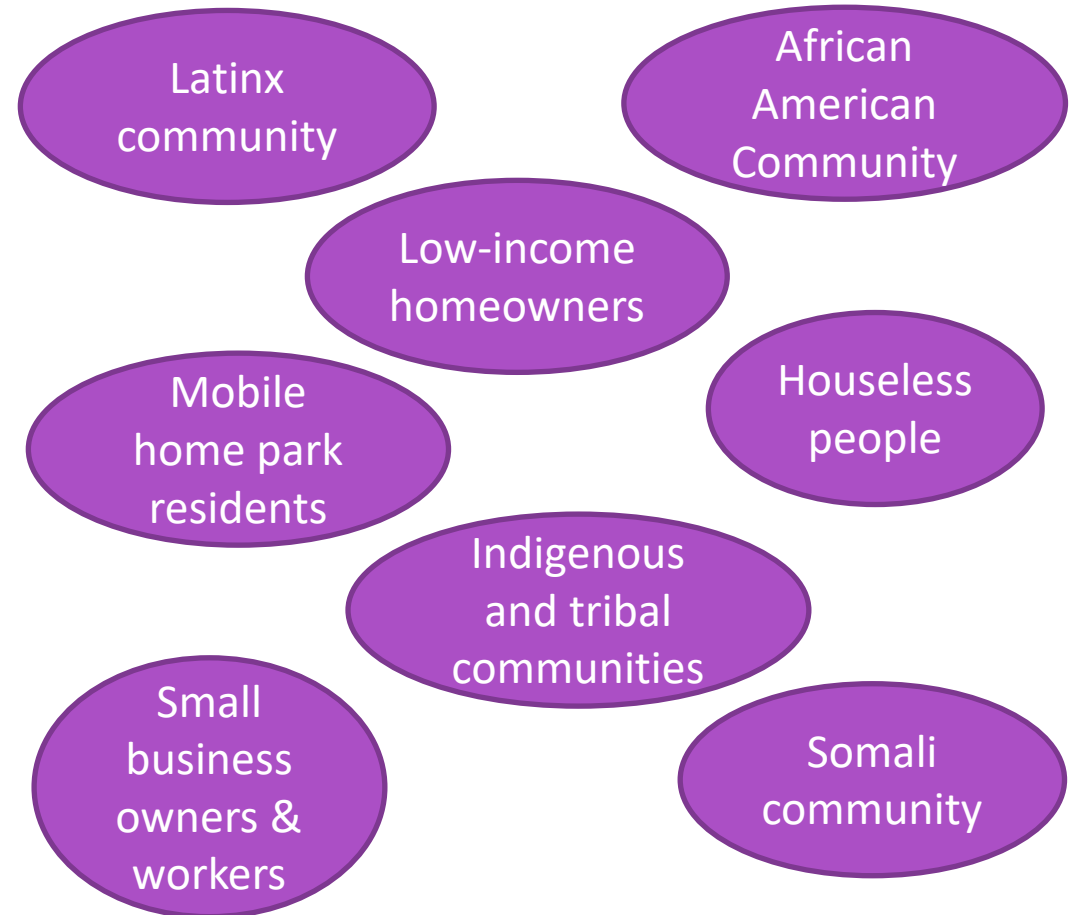 Latinx
community
African
American
Community
Low-income
homeowners
Mobile
home park
residents
Houseless
people
Indigenous
and tribal
communities
Small
business
owners &
workers
Somali
community